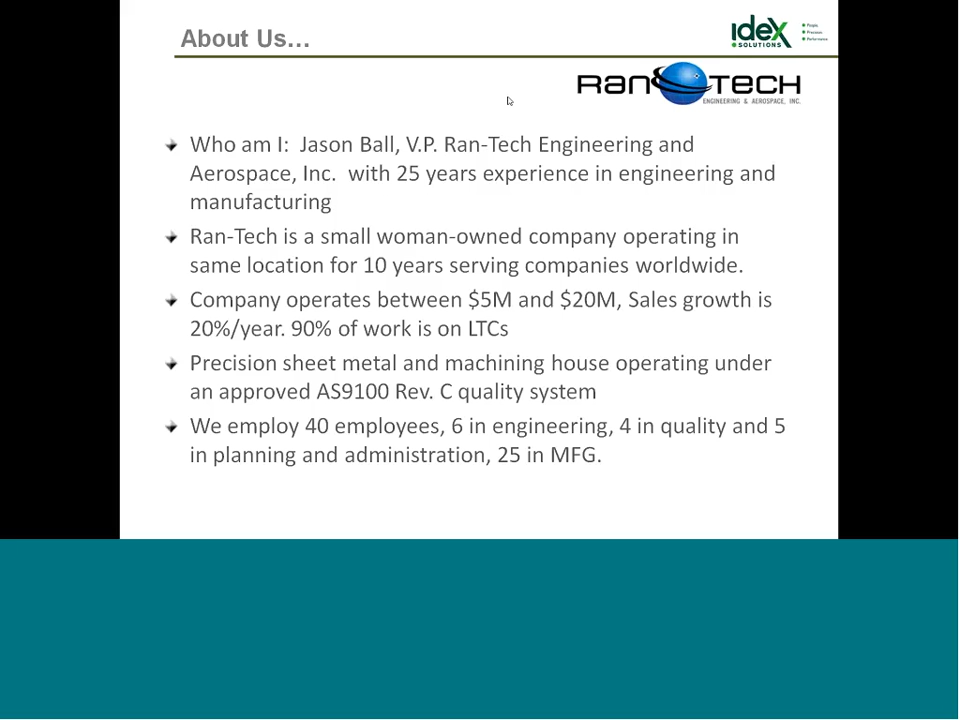 About Us...
ideX
SOLUTIONS
People
Precision
Performance
Ran TECH
ENGINEERING & AEROSPACE, INC.
Who am I: Jason Ball, V.P. Ran-Tech Engineering and
Aerospace, Inc. with 25 years experience in engineering and
manufacturing
Ran-Tech is a small woman-owned company operating in
same location for 10 years serving companies worldwide.
Company operates between $5M and $20M, Sales growth is
20%/year. 90% of work is on LTCs
Precision sheet metal and machining house operating under
an approved AS9100 Rev. C quality system
We employ 40 employees, 6 in engineering, 4 in quality and 5
in planning and administration, 25 in MFG.